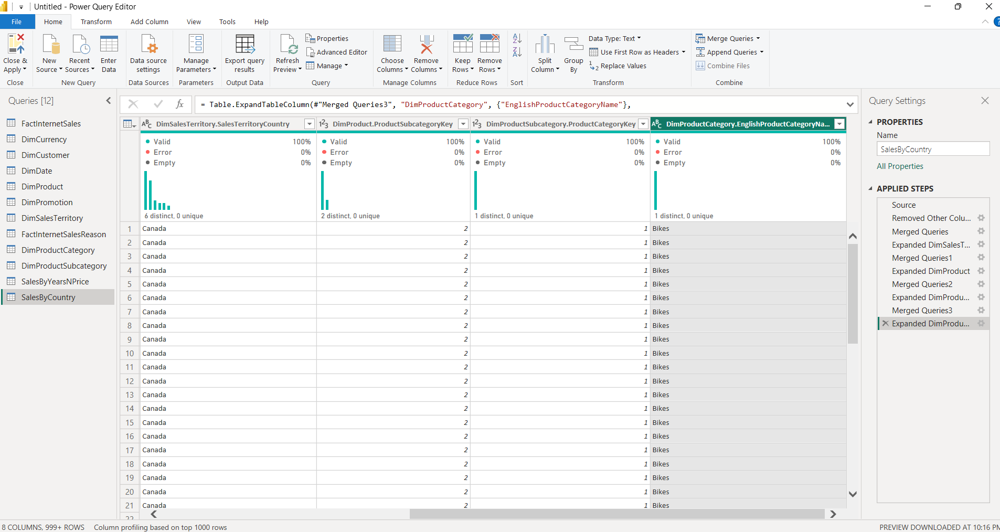 Untitled - Power Query Editor
File Home Transform Add Column View Tools Help
Close & Apply
Close
New Source
Recent Sources
Enter Data
New Query
Data source settings
Data Sources
Manage Parameters
Parameters
Export query results
Output Data
Refresh Preview
Properties
Advanced Editor
Manage
Query
Choose Columns
Remove Columns
Manage Columns
Keep Rows
Remove Rows
Reduce Rows
Sort
Split Column
Group By
Data Type: Text
Use First Row as Headers
Replace Values
Transform
Merge Queries
Append Queries
Combine Files
Combine
Queries [12]
FactInternetSales
DimCurrency
DimCustomer
DimDate
DimProduct
DimPromotion
DimSalesTerritory
FactInternetSalesReason
DimProductCategory
DimProductSubcategory
SalesByYearsNPrice
SalesByCountry
fx = Table.ExpandTableColumn(#"Merged Queries3", "DimProductCategory", {"EnglishProductCategoryName"},
ABC DimSalesTerritory.SalesTerritoryCountry 123 DimProduct.ProductSubcategoryKey 123 DimProductSubcategory.ProductCategoryKey ABC DimProductCategory.EnglishProductCategoryNa...
Valid 100% Valid 100% Valid 100% Valid 100%
Error 0% Error 0% Error 0% Error 0%
Empty 0% Empty 0% Empty 0% Empty 0%
6 distinct, 0 unique 2 distinct, 0 unique 1 distinct, 0 unique 1 distinct, 0 unique
1 Canada 2 1 Bikes
2 Canada 2 1 Bikes
3 Canada 2 1 Bikes
4 Canada 2 1 Bikes
5 Canada 2 1 Bikes
6 Canada 2 1 Bikes
7 Canada 2 1 Bikes
8 Canada 2 1 Bikes
9 Canada 2 1 Bikes
10 Canada 2 1 Bikes
11 Canada 2 1 Bikes
12 Canada 2 1 Bikes
13 Canada 2 1 Bikes
14 Canada 2 1 Bikes
15 Canada 2 1 Bikes
16 Canada 2 1 Bikes
17 Canada 2 1 Bikes
18 Canada 2 1 Bikes
19 Canada 2 1 Bikes
20 Canada 2 1 Bikes
21 Canada 2 1 Bikes
22
Query Settings
PROPERTIES
Name
SalesByCountry
All Properties
APPLIED STEPS
Source
Removed Other Colu...
Merged Queries
Expanded DimSalesT...
Merged Queries1
Expanded DimProduct
Merged Queries2
Expanded DimProdu...
Merged Queries3
Expanded DimProdu...
8 COLUMNS, 999+ ROWS Column profiling based on top 1000 rows
PREVIEW DOWNLOADED AT 10:16 PM